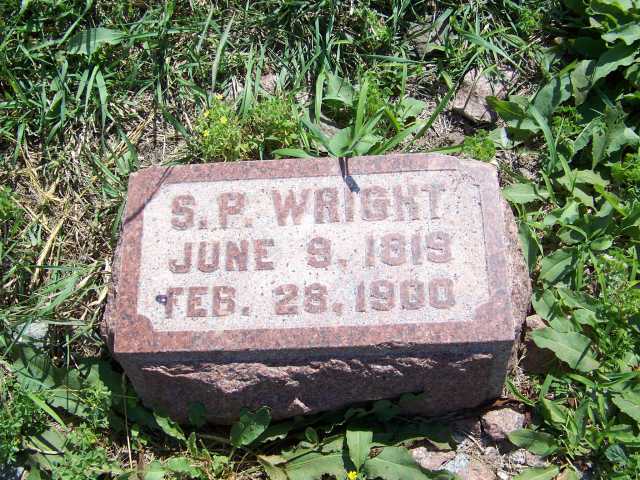 S.P. WRIGHT
JUNE 9, 1819
FEB. 28, 1900